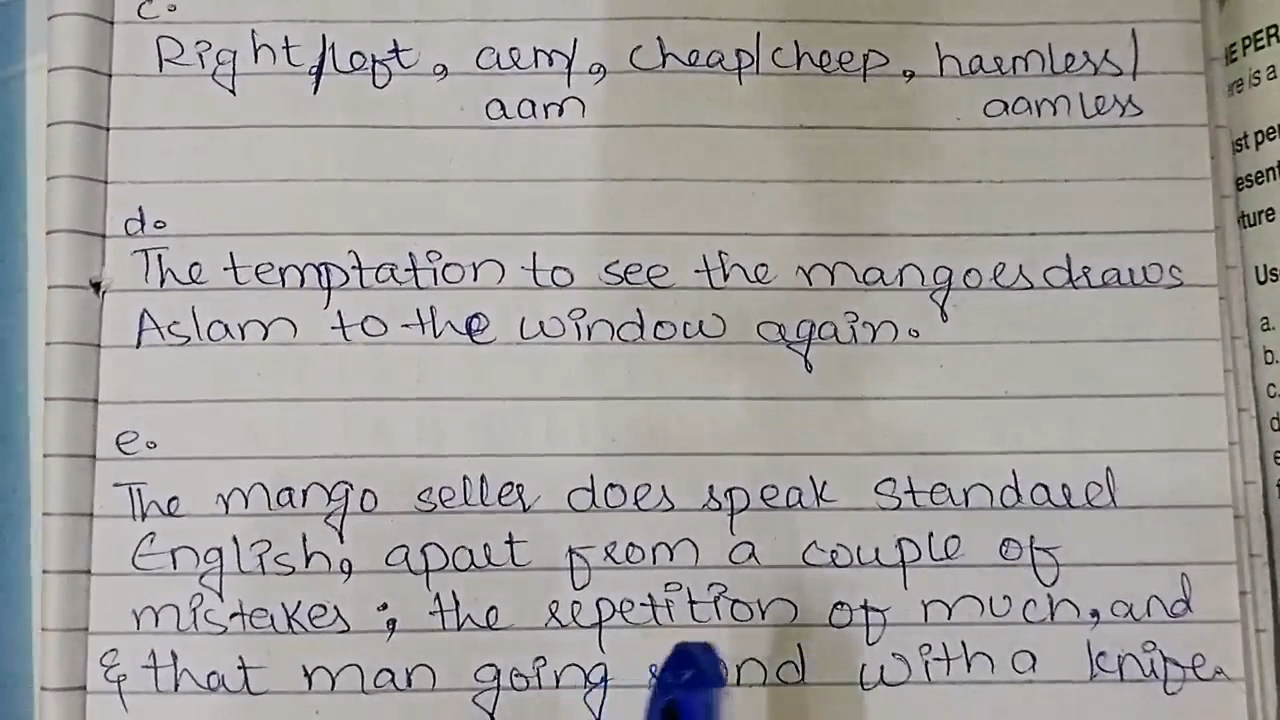 c.
Right/left, arm/, cheap/cheep, harmless/
aam aamless
d.
The temptation to see the mangoes draws
Aslam to the window again.
e.
The mango seller does speak standard
English, apart from a couple of
mistakes; the repetition of much, and
& that man going with a knife.
ture
Us
a.
b.
c.
d